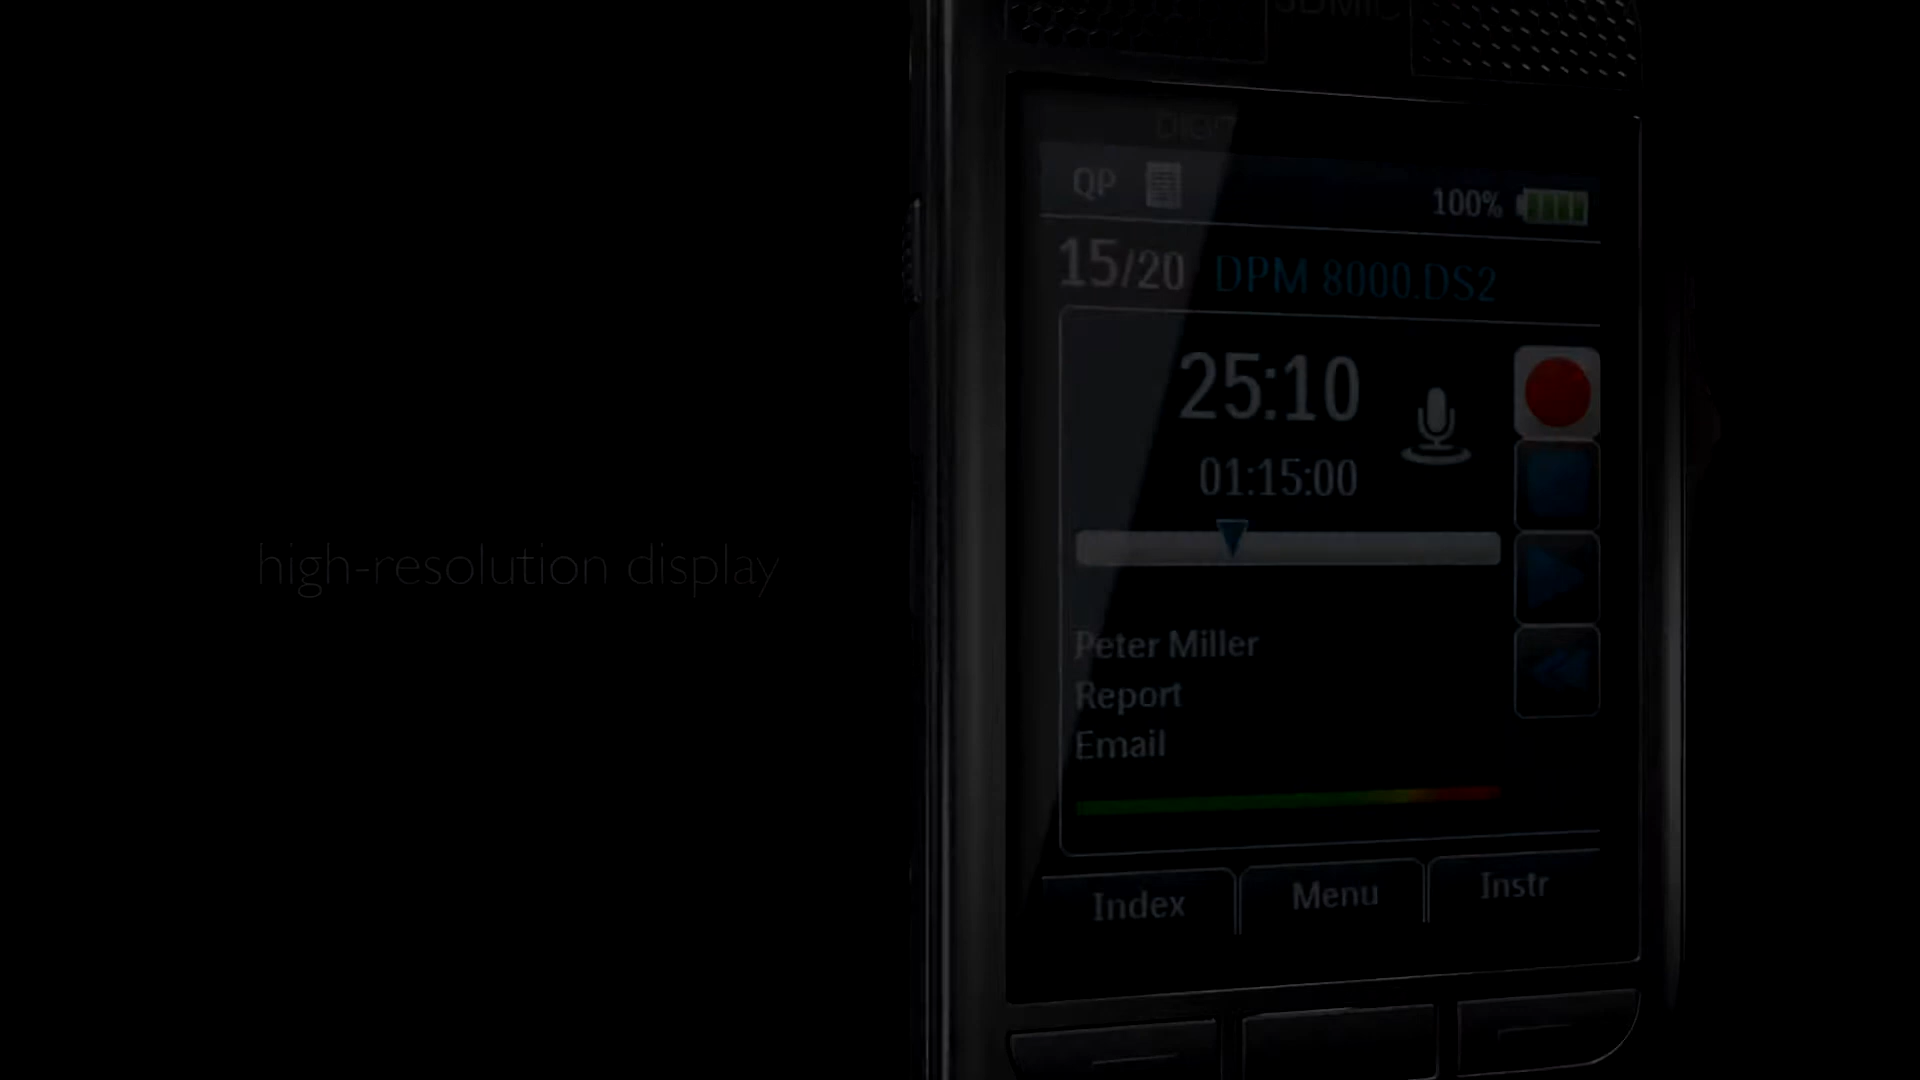 3DMIC
QP
100%
15/20 DPM 8000.DS2
25:10
01:15:00
high-resolution display
Peter Miller
Report
Email
Index Menu Instr